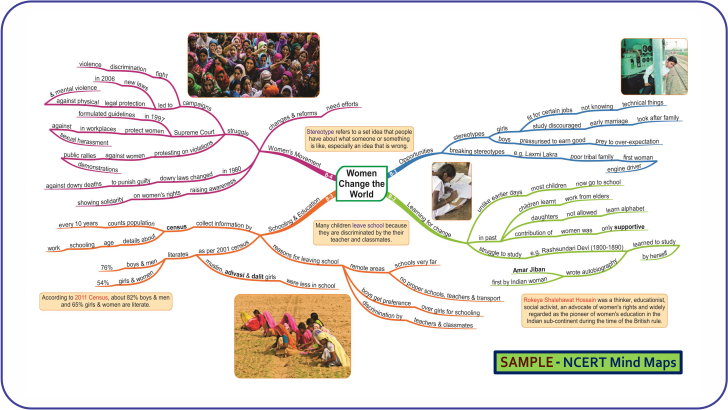 Women
Change the
World
B-1
Opportunities
stereotypes
girls
fit for certain jobs
not knowing
technical things
study discouraged
early marriage
look after family
boys
pressurised to earn good
prey to over-expectation
breaking stereotypes
e.g. Laxmi Lakra
poor tribal family
first woman
engine driver
Learning for change
unlike earlier days
most children
now go to school
in past
children learnt
work from elders
daughters
not allowed
learn alphabet
contribution of
women was
only supportive
struggle to study
e.g. Rashsundari Devi (1800-1890)
learned to study
by herself
wrote autobiography
Amar Jiban
first by Indian woman
B-3
Schooling & Education
collect information by
census
counts population
every 10 years
details about
age
schooling
work
as per 2001 census
literates
boys & men
76%
girls & women
54%
muslim, adivasi & dalit girls
were less in school
reasons for leaving school
remote areas
schools very far
no proper schools, teachers & transport
boys get preference
over girls for schooling
discrimination by
teachers & classmates
B-4
Women's Movement
changes & reforms
need efforts
struggle
campaigns
fight
discrimination
violence
led to
new laws
in 2006
legal protection
against physical
& mental violence
Supreme Court
formulated guidelines
in 1997
protect women
in workplaces
against
sexual harassment
protesting on violations
against women
public rallies
demonstrations
raising awareness
dowry laws changed
in 1980
to punish guilty
against dowry deaths
on women's rights
showing solidarity
Stereotype refers to a set idea that people
have about what someone or something
is like, especially an idea that is wrong.
Many children leave school because
they are discriminated by the their
teacher and classmates.
According to 2011 Census, about 82% boys & men
and 65% girls & women are literate.
Rokeya Shakhawat Hossain was a thinker, educationist,
social activist, an advocate of women's rights and widely
regarded as the pioneer of women's education in the
Indian sub-continent during the time of the British rule.
SAMPLE - NCERT Mind Maps